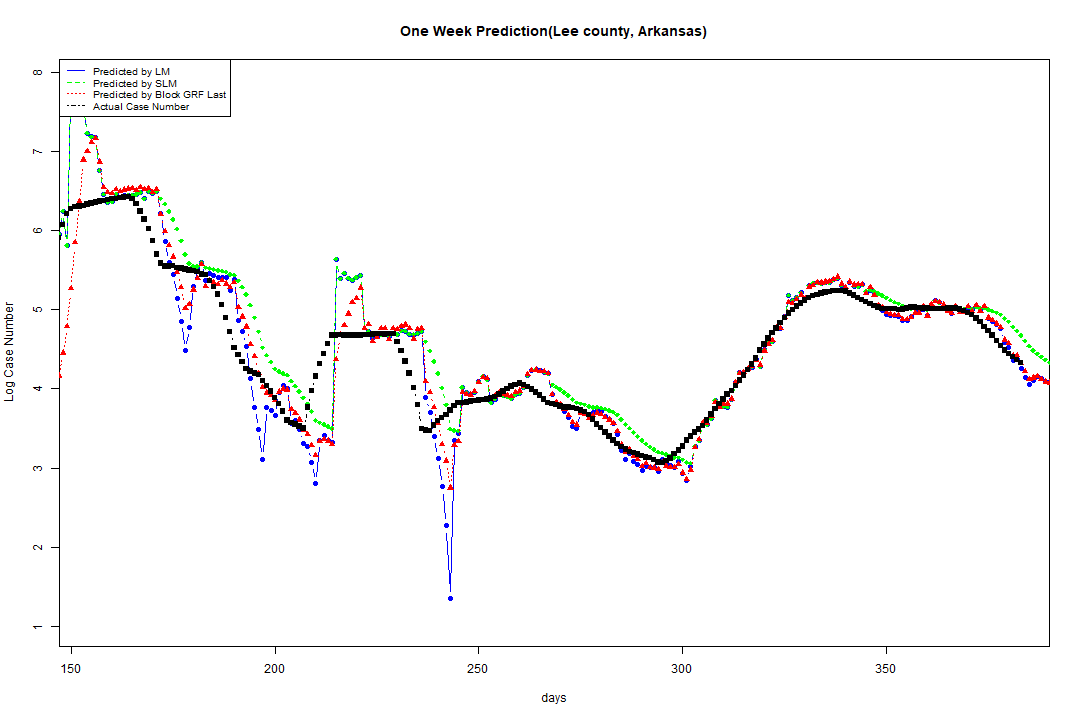 One Week Prediction(Lee county, Arkansas)
Predicted by LM
Predicted by SLM
Predicted by Block GRF Last
Actual Case Number
8
7
6
5
4
3
2
1
Log Case Number
150 200 250 300 350
days